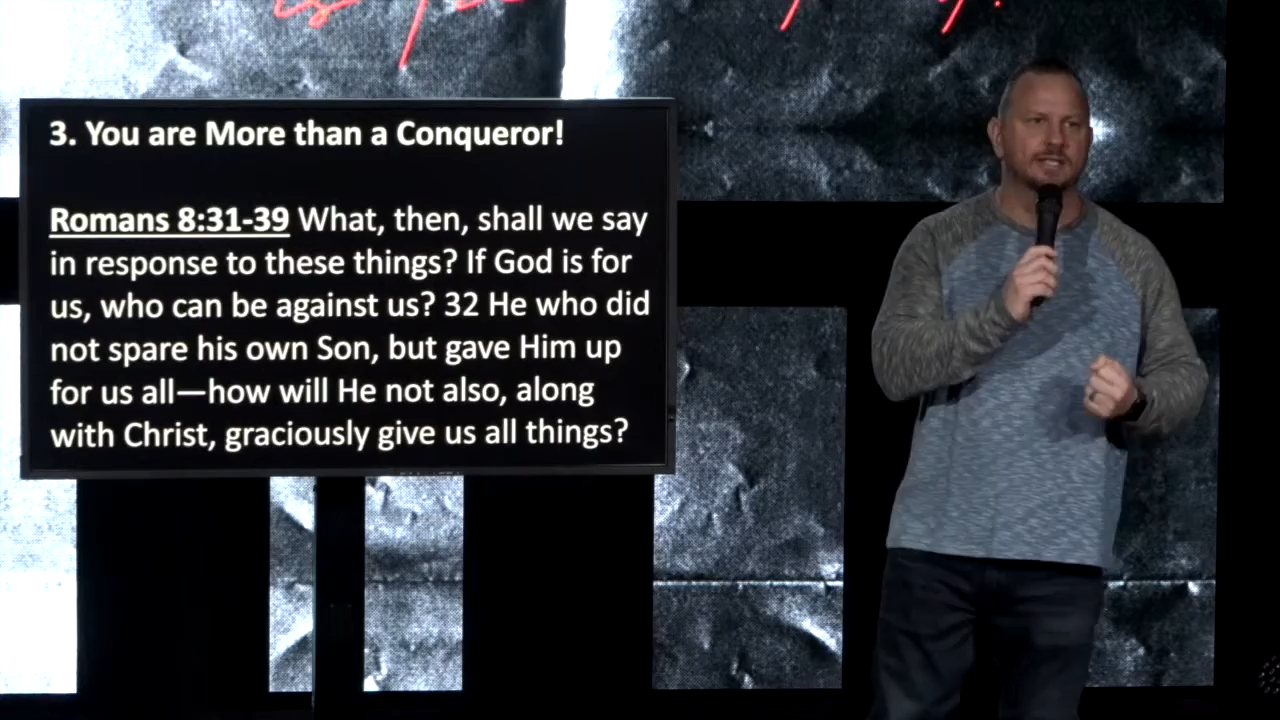 is
3. You are More than a Conqueror!
Romans 8:31-39 What, then, shall we say
in response to these things? If God is for
us, who can be against us? 32 He who did
not spare his own Son, but gave Him up
for us all—how will He not also, along
with Christ, graciously give us all things?